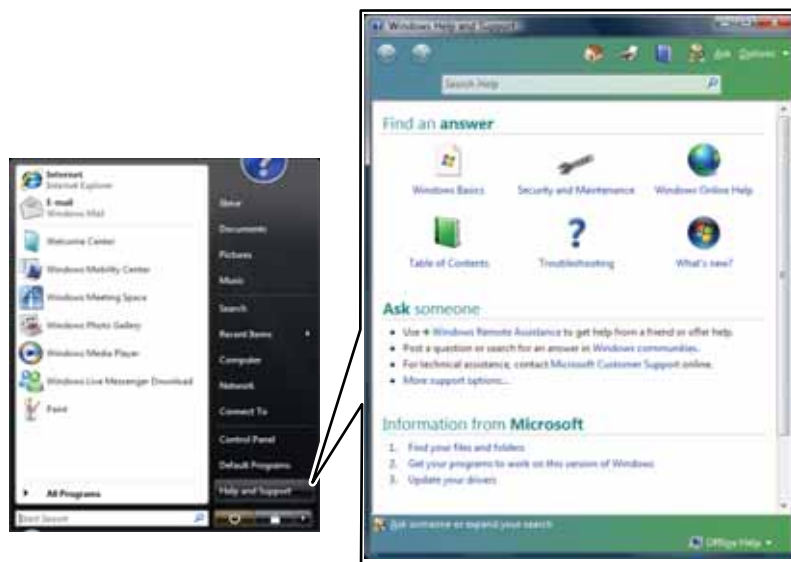 Internet
Internet Explorer
E-mail
Windows Mail
Welcome Center
Windows Mobility Center
Windows Meeting Space
Windows Photo Gallery
Windows Media Player
Windows Live Messenger Download
Paint
All Programs
Start Search
Steve
Documents
Pictures
Music
Search
Recent Items
Computer
Network
Connect To
Control Panel
Default Programs
Help and Support
Windows Help and Support
Ask Options
Search Help
Find an answer
Windows Basics Security and Maintenance Windows Online Help
Table of Contents Troubleshooting What's new?
Ask someone
• Use Windows Remote Assistance to get help from a friend or offer help.
• Post a question or search for an answer in Windows communities.
• For technical assistance, contact Microsoft Customer Support online.
• More support options...
Information from Microsoft
1. Find your files and folders
2. Get your programs to work on this version of Windows
3. Update your drivers
Ask someone or expand your search
Offline Help